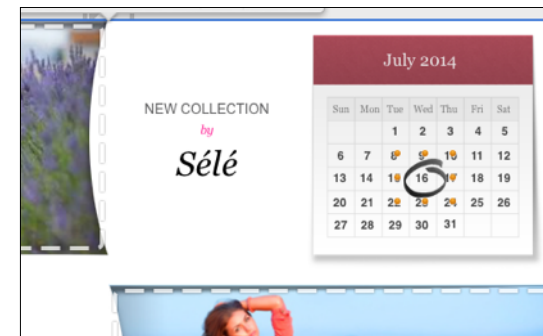 NEW COLLECTION
by
Sélé
July 2014
Sun Mon Tue Wed Thu Fri Sat
1 2 3 4 5
6 7 8 9 10 11 12
13 14 15 16 17 18 19
20 21 22 23 24 25 26
27 28 29 30 31